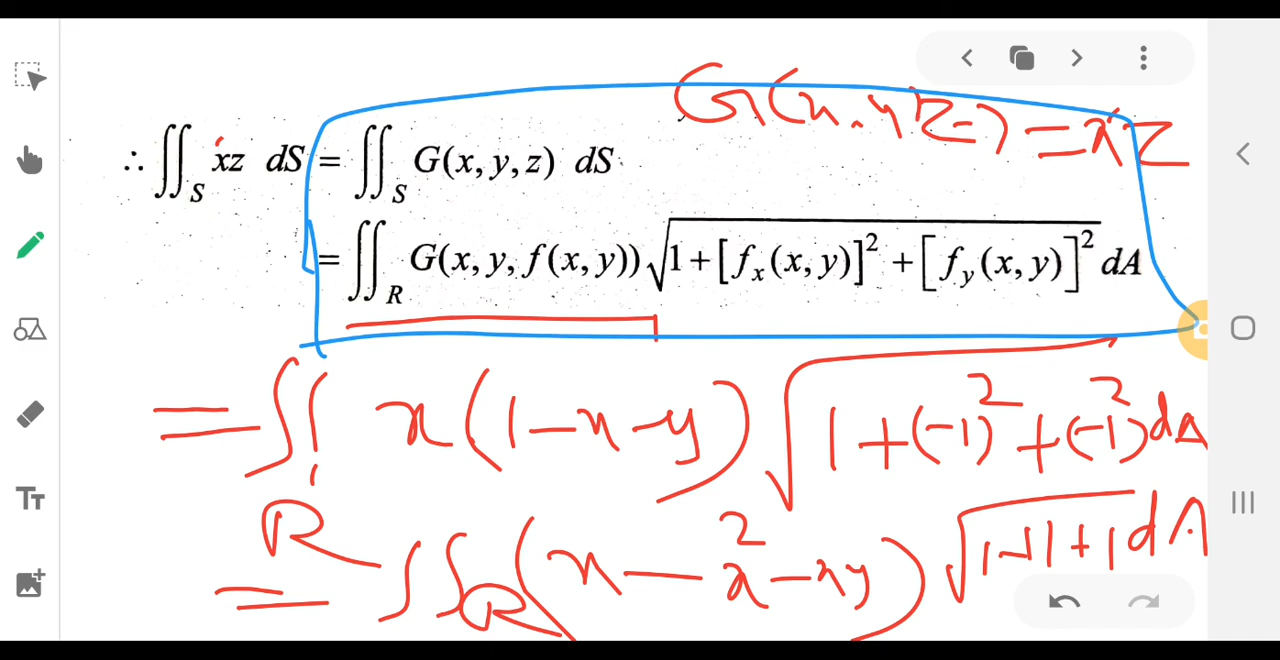 G(x,y,z) = xz
∴ ∬_S xz dS = ∬_S G(x, y, z) dS
= ∬_R G(x, y, f(x, y)) √(1 + [f_x(x, y)]² + [f_y(x, y)]²) dA
= ∬_R x(1-x-y) √(1+(-1)²+(-1)²) dA
= ∬_R (x - x² - xy) √(1+1+1) dA
Tт